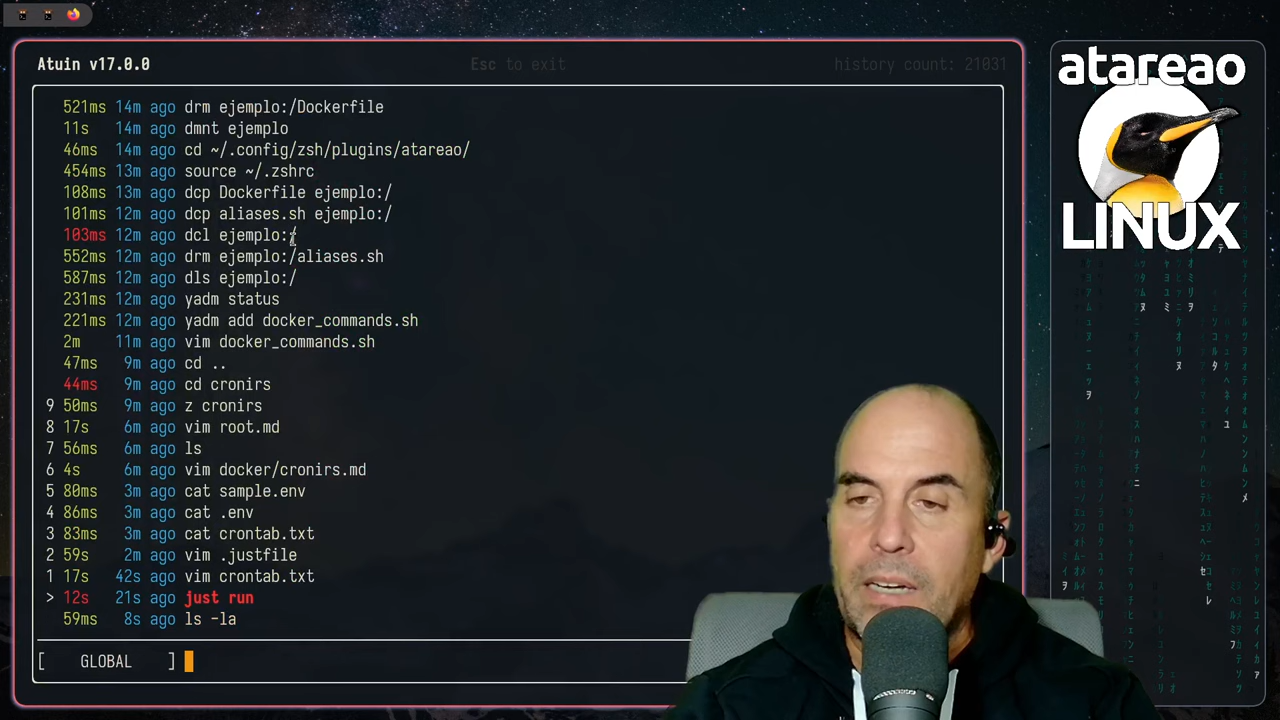 Atuin v17.0.0 Esc to exit history count: 21031
521ms 14m ago drm ejemplo:/Dockerfile
11s 14m ago dmnt ejemplo
46ms 14m ago cd ~/.config/zsh/plugins/atareao/
454ms 13m ago source ~/.zshrc
108ms 13m ago dcp Dockerfile ejemplo:/
101ms 12m ago dcp aliases.sh ejemplo:/
103ms 12m ago dcl ejemplo:/
552ms 12m ago drm ejemplo:/aliases.sh
587ms 12m ago dls ejemplo:/
231ms 12m ago yadm status
221ms 12m ago yadm add docker_commands.sh
2m 11m ago vim docker_commands.sh
47ms 9m ago cd ..
44ms 9m ago cd cronirs
9 50ms 9m ago z cronirs
8 17s 6m ago vim root.md
7 56ms 6m ago ls
6 4s 6m ago vim docker/cronirs.md
5 80ms 3m ago cat sample.env
4 86ms 3m ago cat .env
3 83ms 3m ago cat crontab.txt
2 59s 2m ago vim .justfile
1 17s 42s ago vim crontab.txt
> 12s 21s ago just run
59ms 8s ago ls -la
[ GLOBAL ]
atareao
LINUX